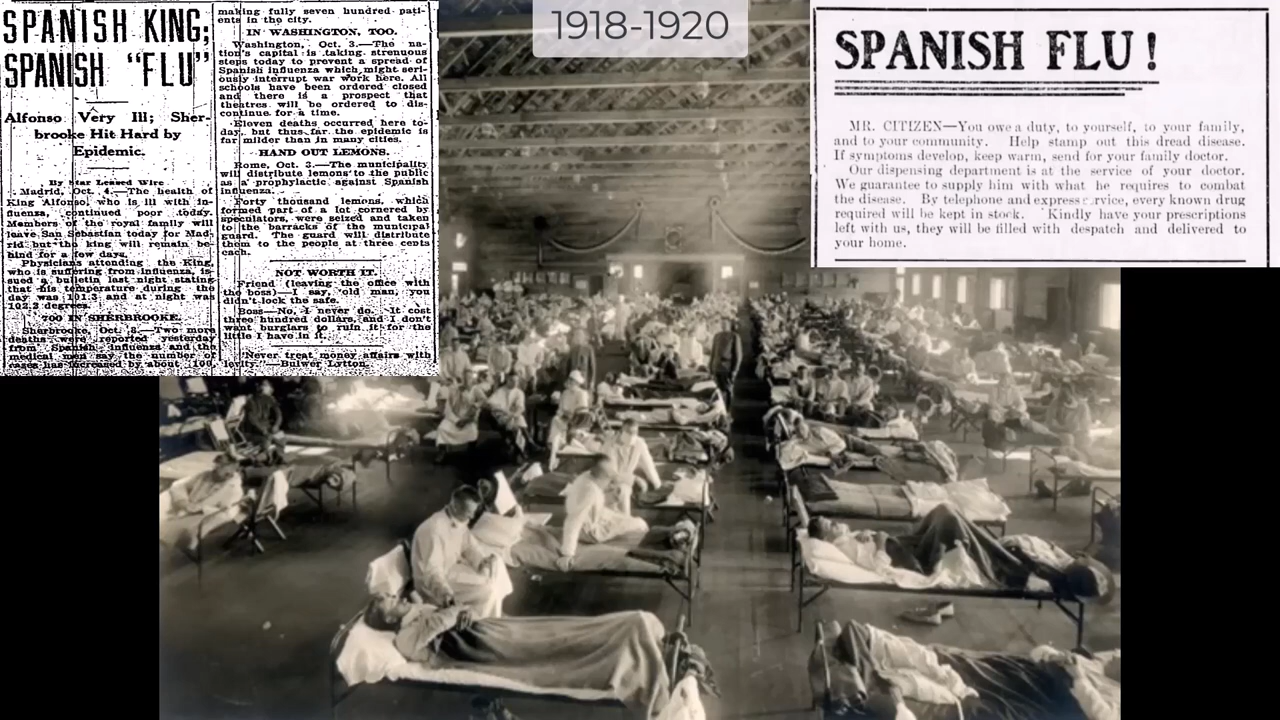 SPANISH KING;
SPANISH "FLU"
Alfonso Very Ill; Sher-
brooke Hit Hard by
Epidemic.
By Star Leased Wire
Madrid, Oct. 4.—The health of
King Alfonso, who is ill with in-
fluenza, continued poor today.
Members of the royal family will
leave San Sebastian today for Mad-
rid but the king will remain be-
hind for a few days.
Physicians attending the King,
who is suffering from influenza, is-
sued a bulletin last night stating
that his temperature during the
day was 101.3 and at night was
102.2 degrees.
700 IN SHERBROOKE.
Sherbrooke, Oct. 3.—Two more
deaths were reported yesterday
from Spanish influenza and the
medical men say the number of
cases has increased by about 100,
making fully seven hundred pati-
ents in the city.
IN WASHINGTON, TOO.
Washington, Oct. 3.—The na-
tion's capital is taking strenuous
steps today to prevent a spread of
Spanish influenza which might seri-
ously interrupt war work here. All
schools have been ordered closed
and there is a prospect that
theatres will be ordered to dis-
continue for a time.
Eleven deaths occurred here to-
day, but thus far the epidemic is
far milder than in many cities.
HAND OUT LEMONS.
Rome, Oct. 3.—The municipality
will distribute lemons to the public
as a prophylactic against Spanish
influenza.
Forty thousand lemons, which
formed part of a lot cornered by
speculators, were seized and taken
to the barracks of the municipal
guard. The guard will distribute
them to the people at three cents
each.
NOT WORTH IT.
Friend (leaving the office with
the boss)—I say, old man, you
didn't lock the safe.
Boss—No, I never do. It cost
three hundred dollars, and I don't
want burglars to ruin it for the
little I have in it.
"Never treat money affairs with
levity."—Bulwer Lytton.
1918-1920
SPANISH FLU!
MR. CITIZEN—You owe a duty, to yourself, to your family,
and to your community. Help stamp out this dread disease.
If symptoms develop, keep warm, send for your family doctor.
Our dispensing department is at the service of your doctor.
We guarantee to supply him with what he requires to combat
the disease. By telephone and express service, every known drug
required will be kept in stock. Kindly have your prescriptions
left with us, they will be filled with despatch and delivered to
your home.